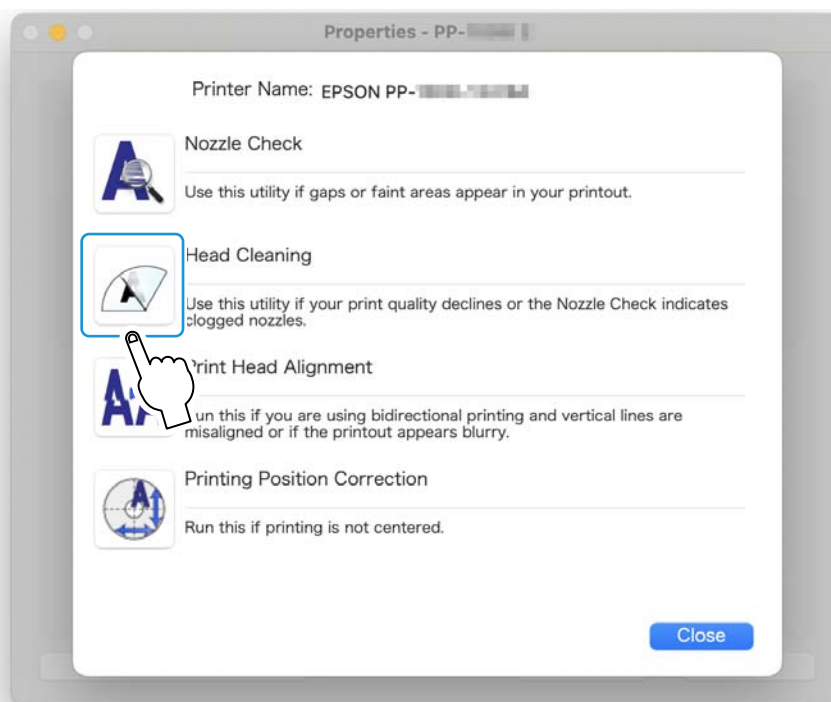 Properties - PP-
Printer Name: EPSON PP-
Nozzle Check
Use this utility if gaps or faint areas appear in your printout.
Head Cleaning
Use this utility if your print quality declines or the Nozzle Check indicates
clogged nozzles.
Print Head Alignment
Run this if you are using bidirectional printing and vertical lines are
misaligned or if the printout appears blurry.
Printing Position Correction
Run this if printing is not centered.
Close